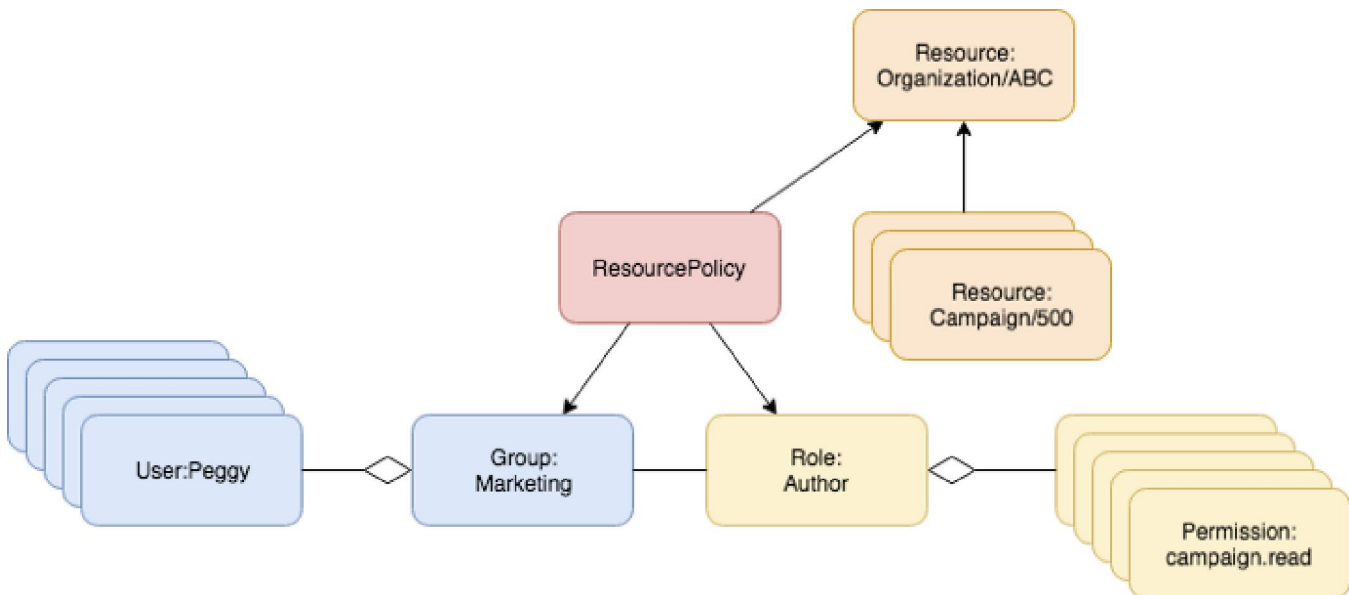 Resource:
Organization/ABC
ResourcePolicy
Resource:
Campaign/500
User:Peggy
Group:
Marketing
Role:
Author
Permission:
campaign.read